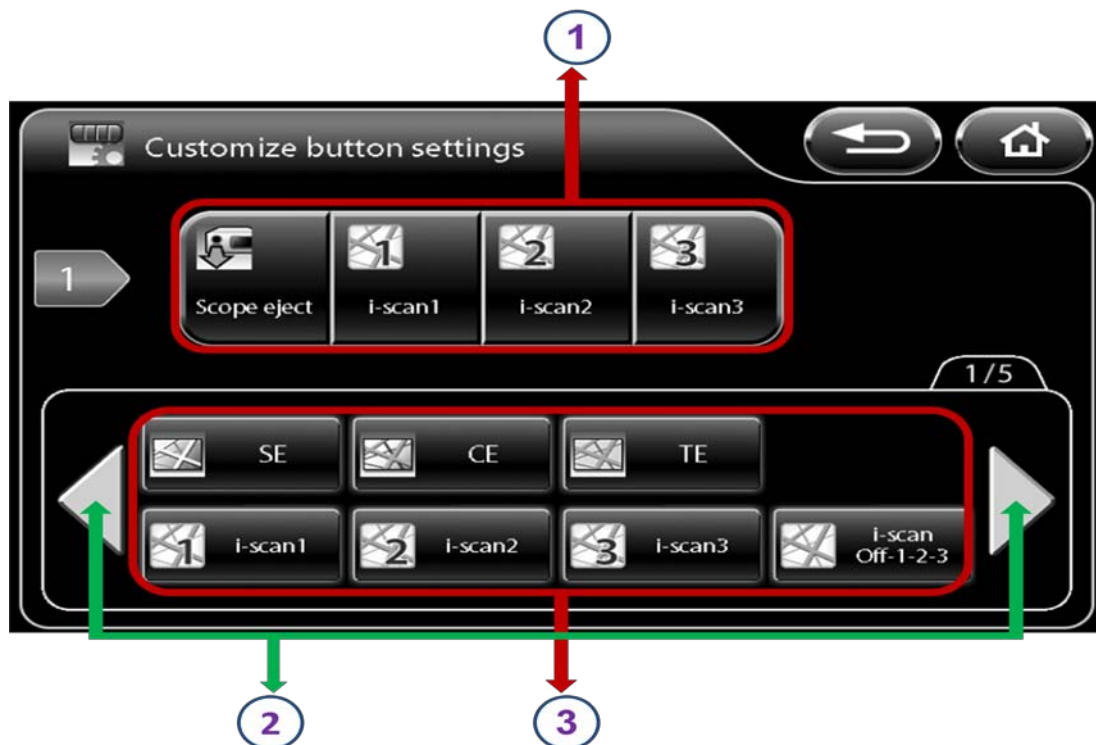 1
Customize button settings
1
1
2
3
Scope eject
i-scan1
i-scan2
i-scan3
1/5
SE
CE
TE
1
i-scan1
2
i-scan2
3
i-scan3
i-scan
Off-1-2-3
2
3